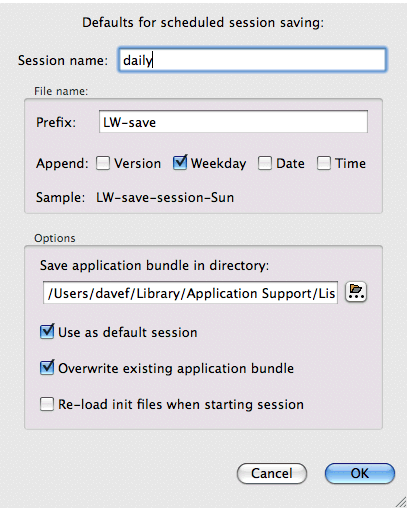 Defaults for scheduled session saving:
Session name: daily
File name:
Prefix: LW-save
Append: Version Weekday Date Time
Sample: LW-save-session-Sun
Options
Save application bundle in directory:
/Users/davef/Library/Application Support/Lis
Use as default session
Overwrite existing application bundle
Re-load init files when starting session
Cancel OK